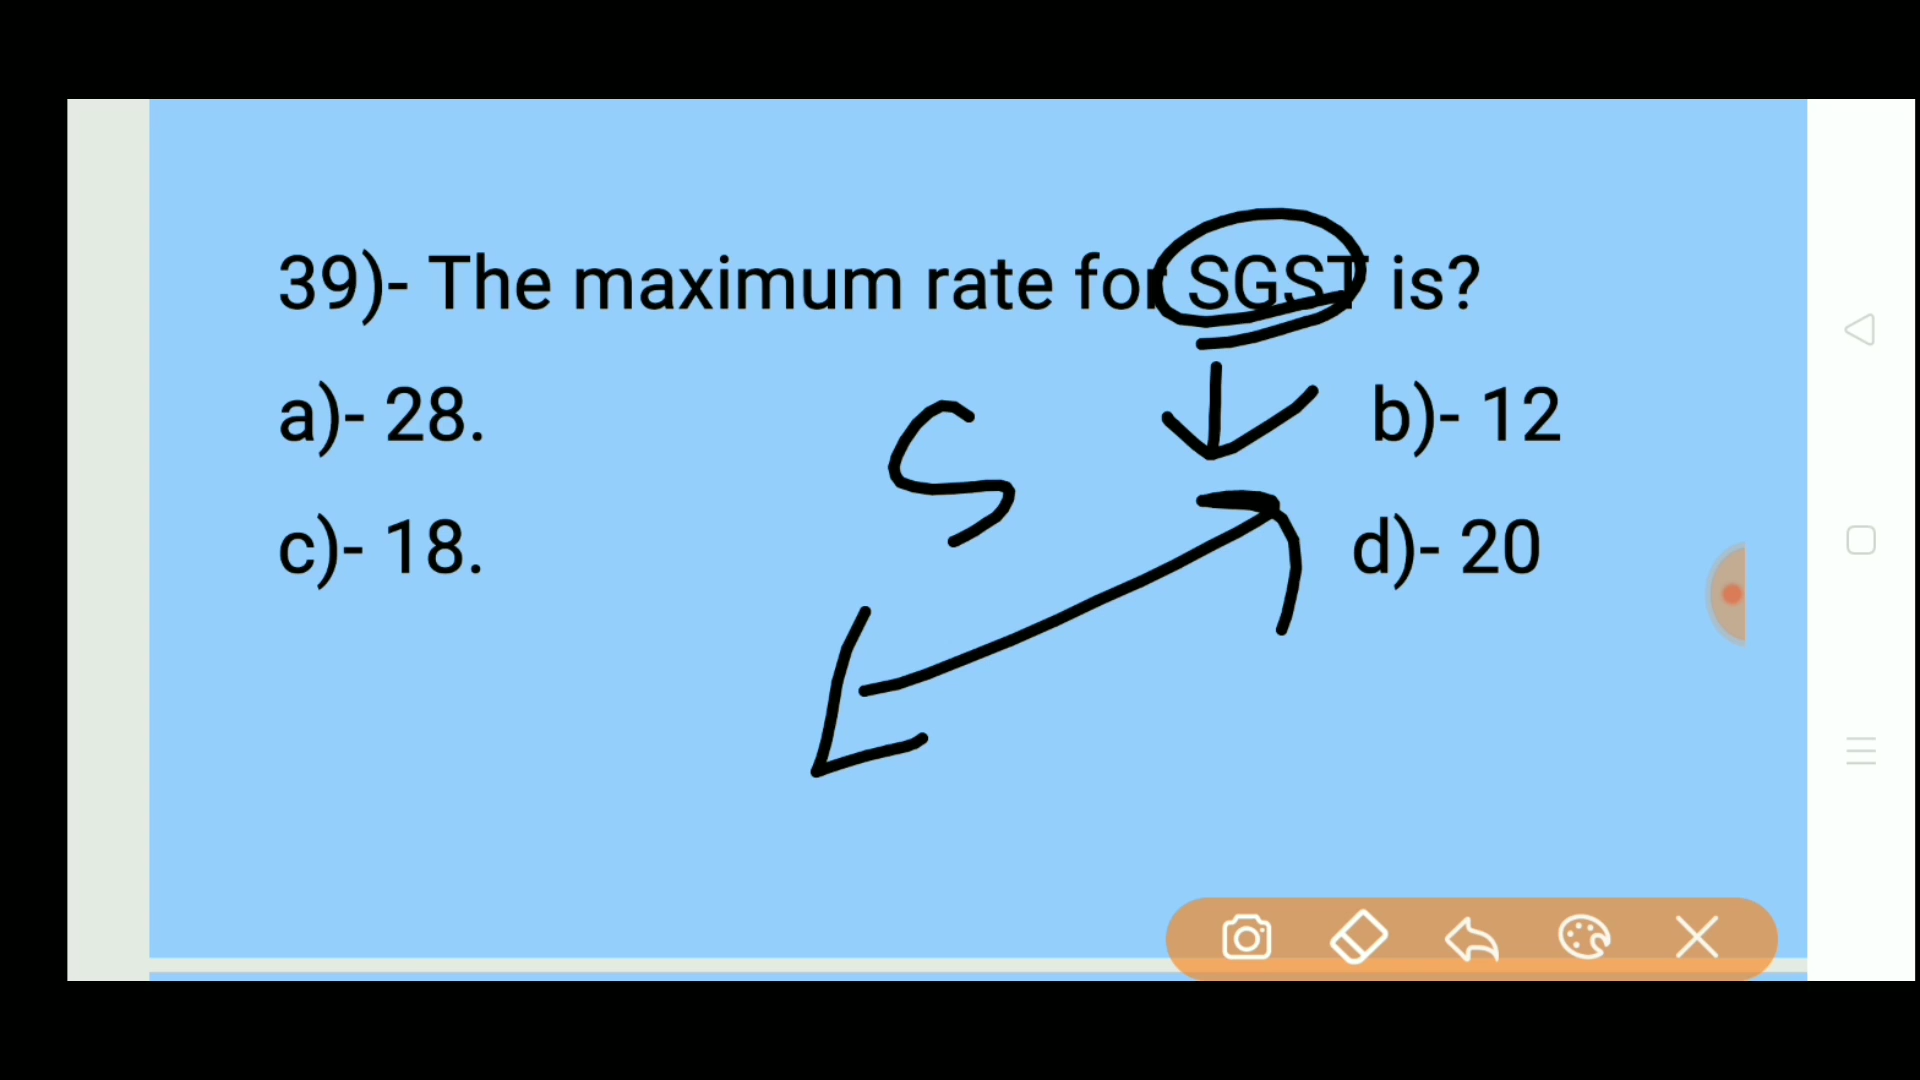 39)- The maximum rate for SGST is?
a)- 28. b)- 12
S
c)- 18. d)- 20